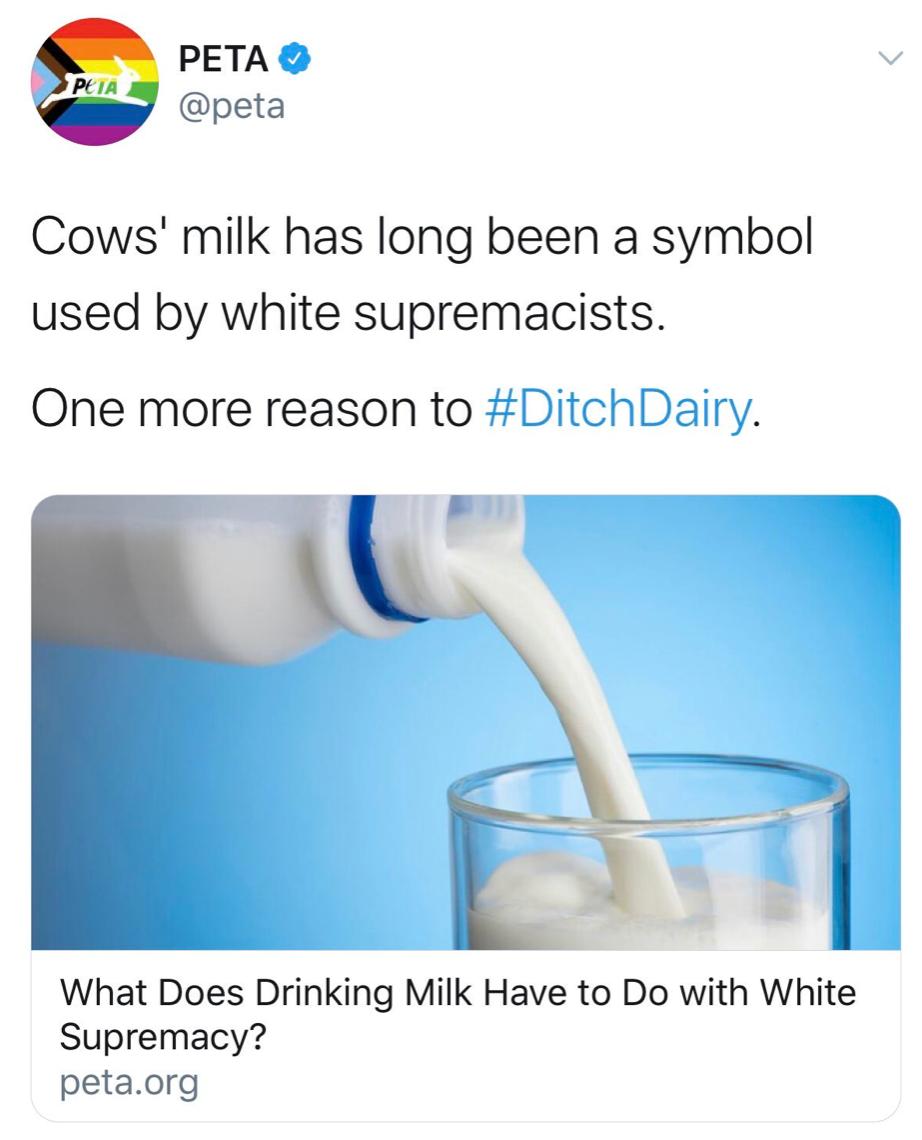 PETA
PETA
@peta
Cows' milk has long been a symbol
used by white supremacists.
One more reason to #DitchDairy.
What Does Drinking Milk Have to Do with White
Supremacy?
peta.org